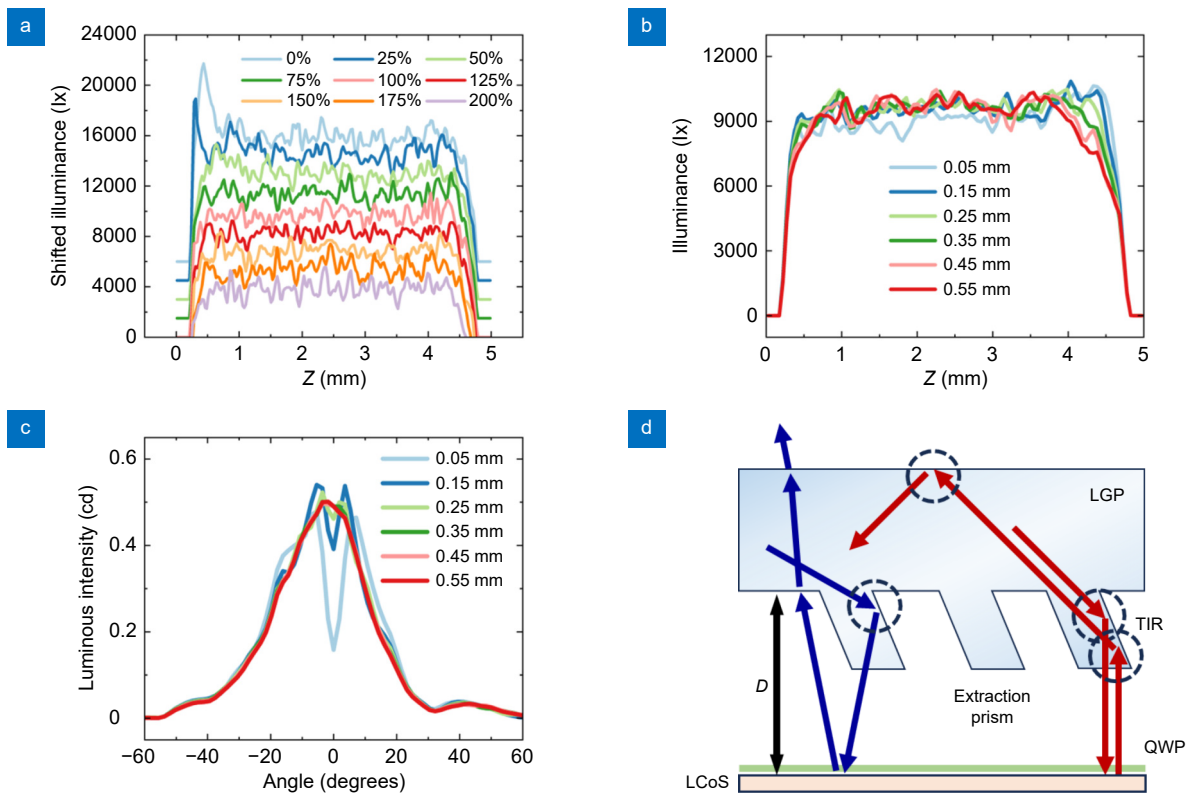 a
24000
20000
16000
12000
8000
4000
0
Shifted illuminance (lx)
0% 25% 50%
75% 100% 125%
150% 175% 200%
0 1 2 3 4 5
Z (mm)
b
12000
9000
6000
3000
0
Illuminance (lx)
0.05 mm
0.15 mm
0.25 mm
0.35 mm
0.45 mm
0.55 mm
0 1 2 3 4 5
Z (mm)
c
0.6
0.4
0.2
0
Luminous intensity (cd)
0.05 mm
0.15 mm
0.25 mm
0.35 mm
0.45 mm
0.55 mm
−60 −40 −20 0 20 40 60
Angle (degrees)
d
LGP
TIR
D
Extraction
prism
QWP
LCoS